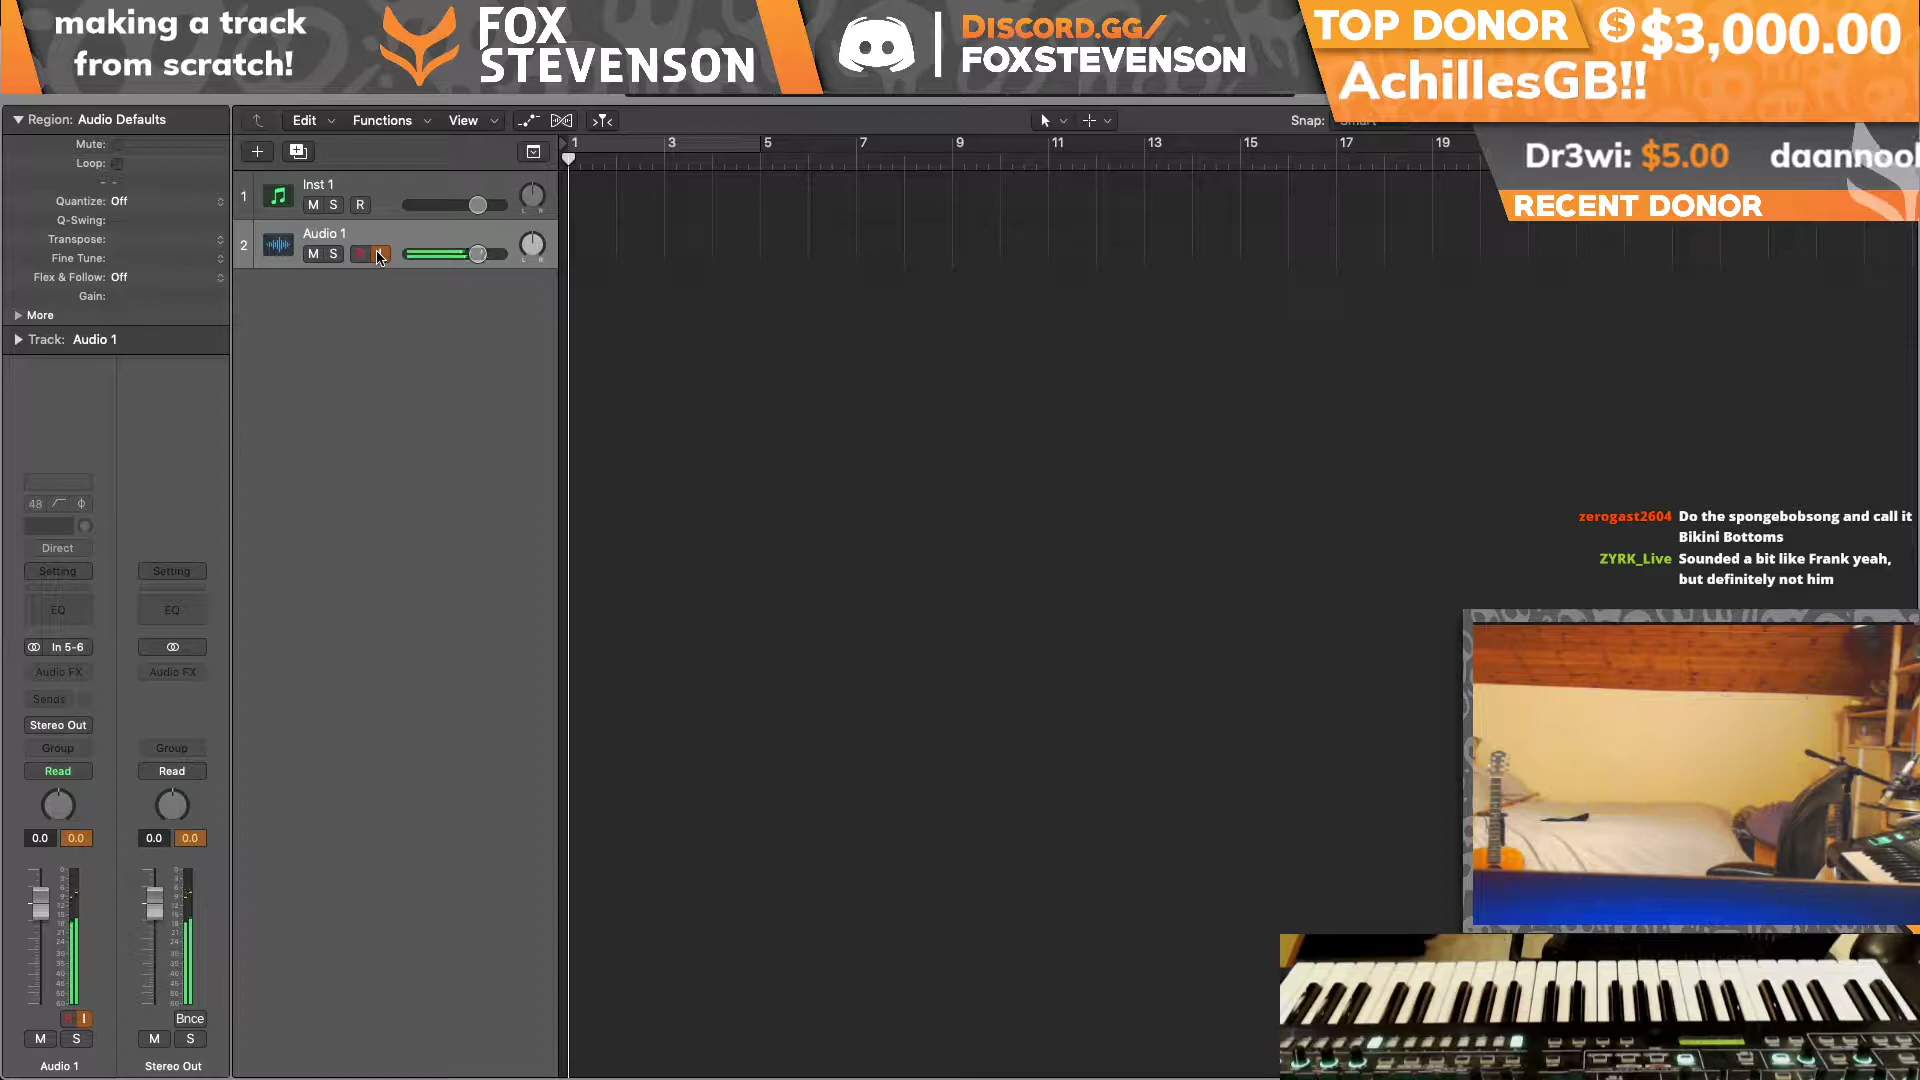 making a track
from scratch!
FOX
STEVENSON
DISCORD.GG/
FOXSTEVENSON
TOP DONOR
$3,000.00
AchillesGB!!
Dr3wi: $5.00 daannool
RECENT DONOR
Region: Audio Defaults
Mute:
Loop:
Quantize: Off
Q-Swing:
Transpose:
Fine Tune:
Flex & Follow: Off
Gain:
More
Track: Audio 1
Edit Functions View
Snap: Smart
1 3 5 7 9 11 13 15 17 19
1 Inst 1
M S R
L R
2 Audio 1
M S R I
L R
48
Direct
Setting Setting
EQ EQ
In 5-6
Audio FX Audio FX
Sends
Stereo Out
Group Group
Read Read
0.0 0.0 0.0 0.0
R I Bnce
M S M S
Audio 1 Stereo Out
zerogast2604 Do the spongebobsong and call it
Bikini Bottoms
ZYRK_Live Sounded a bit like Frank yeah,
but definitely not him